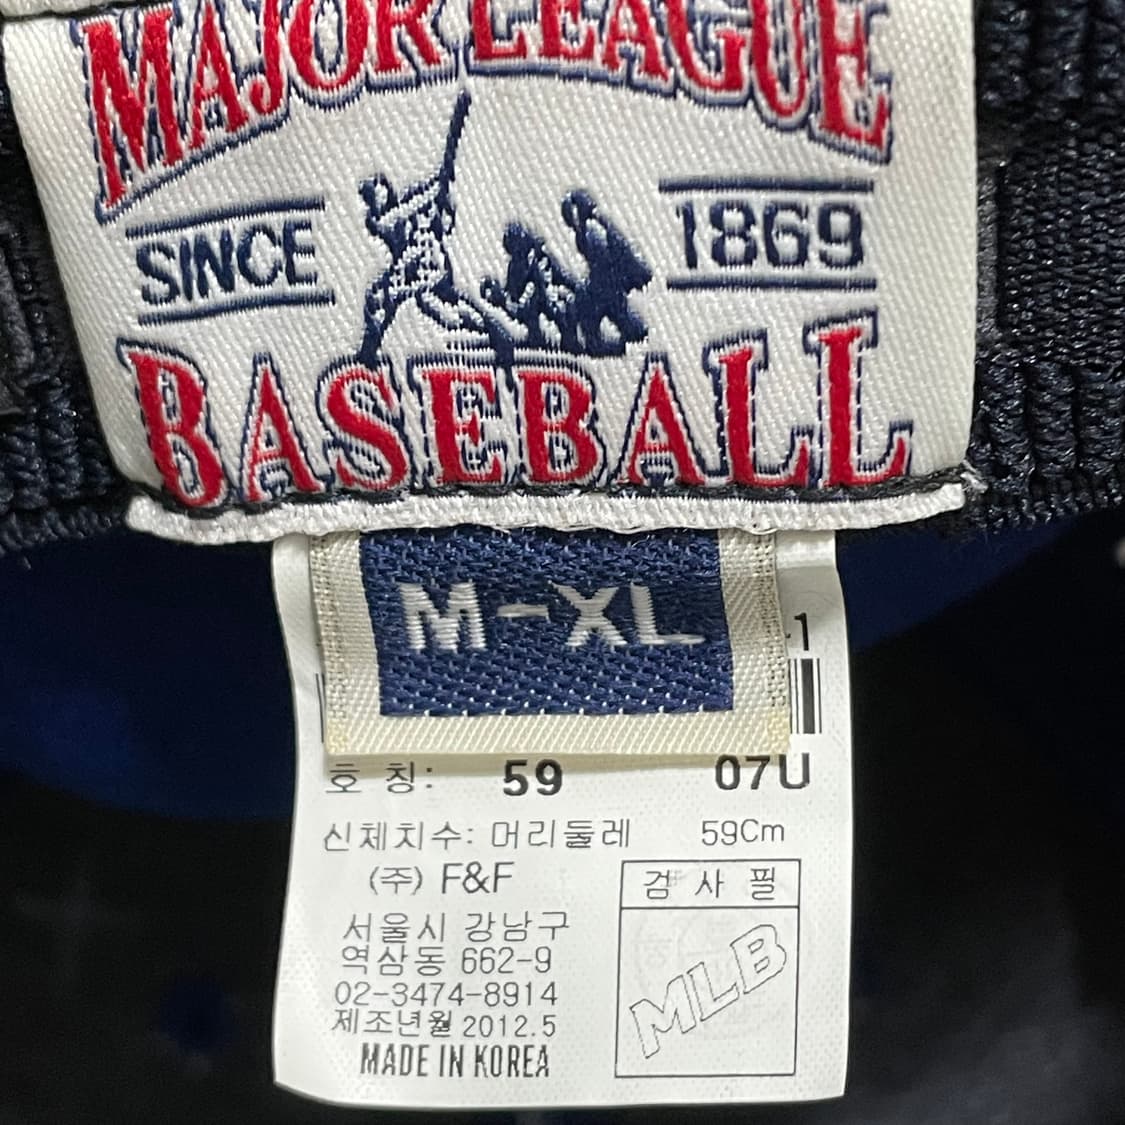 MAJOR LEAGUE
SINCE 1869
BASEBALL
M-XL
1
호 칭: 59 07U
신체치수: 머리둘레 59Cm
(주) F&F
서울시 강남구
역삼동 662-9
02-3474-8914
제조년월 2012.5
MADE IN KOREA
검 사 필
MLB